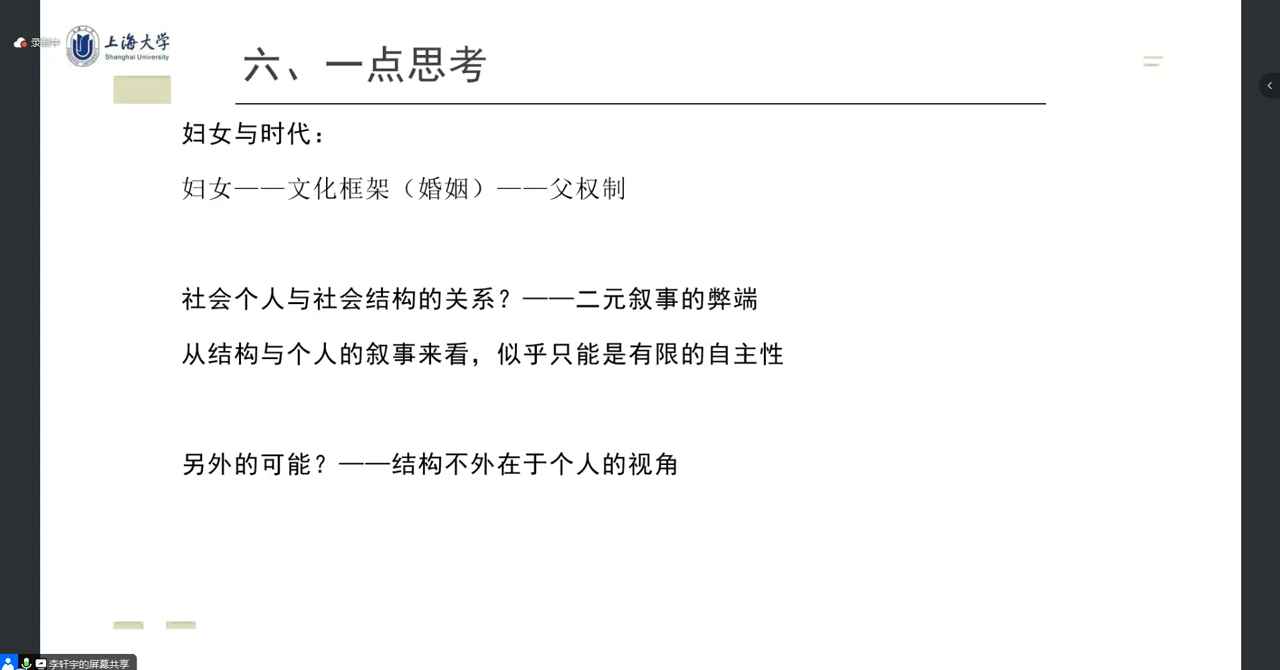 录制中
上海大学
Shanghai University
六、一点思考
妇女与时代：
妇女——文化框架（婚姻）——父权制
社会个人与社会结构的关系？——二元叙事的弊端
从结构与个人的叙事来看，似乎只能是有限的自主性
另外的可能？——结构不外在于个人的视角
李轩宇的屏幕共享